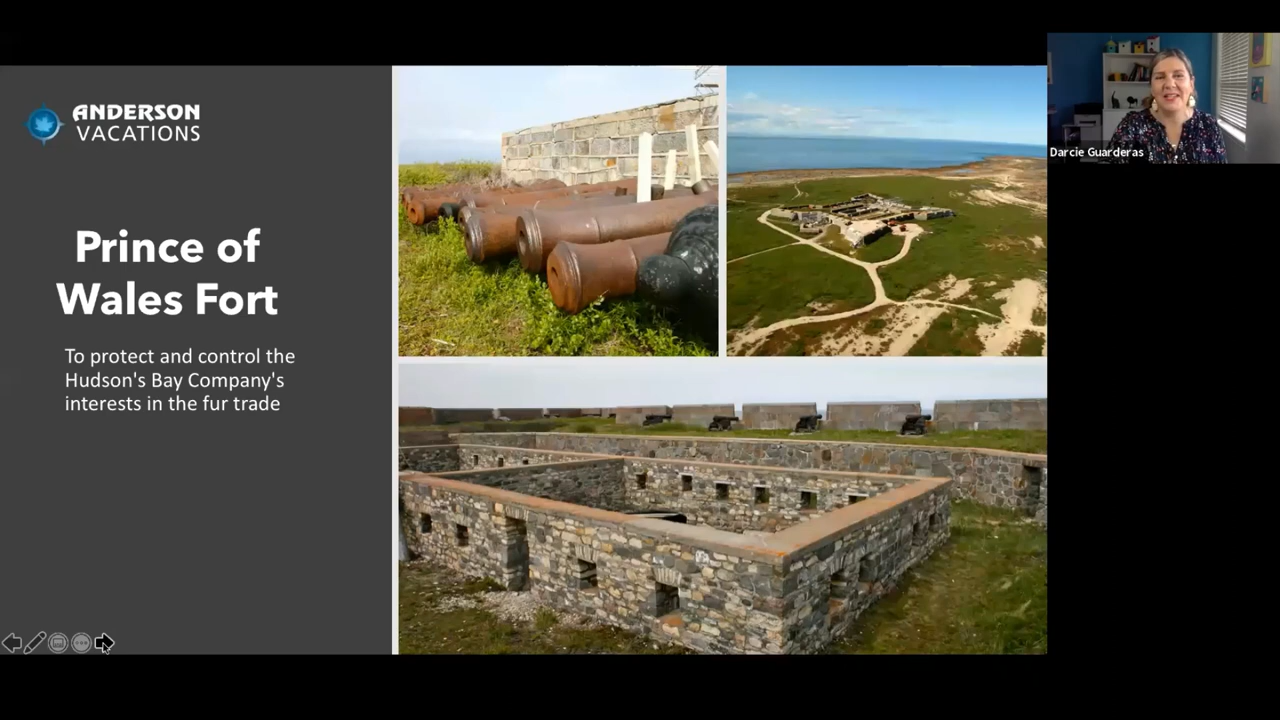 ANDERSON
VACATIONS
Prince of
Wales Fort
To protect and control the
Hudson's Bay Company's
interests in the fur trade
Darcie Guarderas